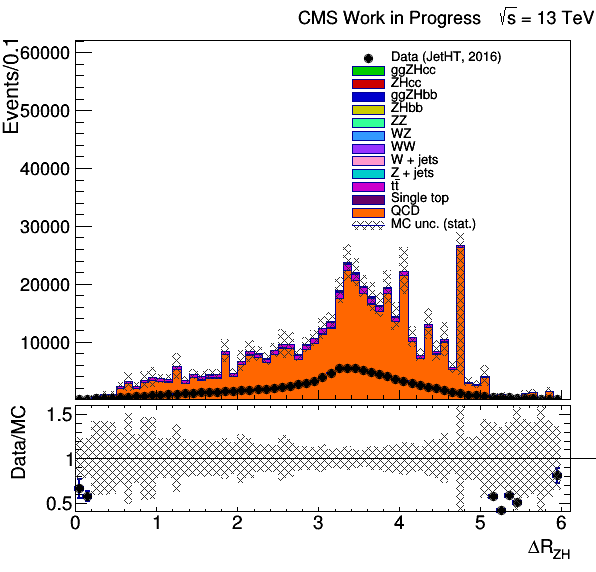 CMS Work in Progress √s = 13 TeV
Events/0.1
60000
50000
40000
30000
20000
10000
Data (JetHT, 2016)
ggZHcc
ZHcc
ggZHbb
ZHbb
ZZ
WZ
WW
W + jets
Z + jets
tt̄
Single top
QCD
MC unc. (stat.)
Data/MC
1.5
1
0.5
0 1 2 3 4 5 6
ΔR_ZH